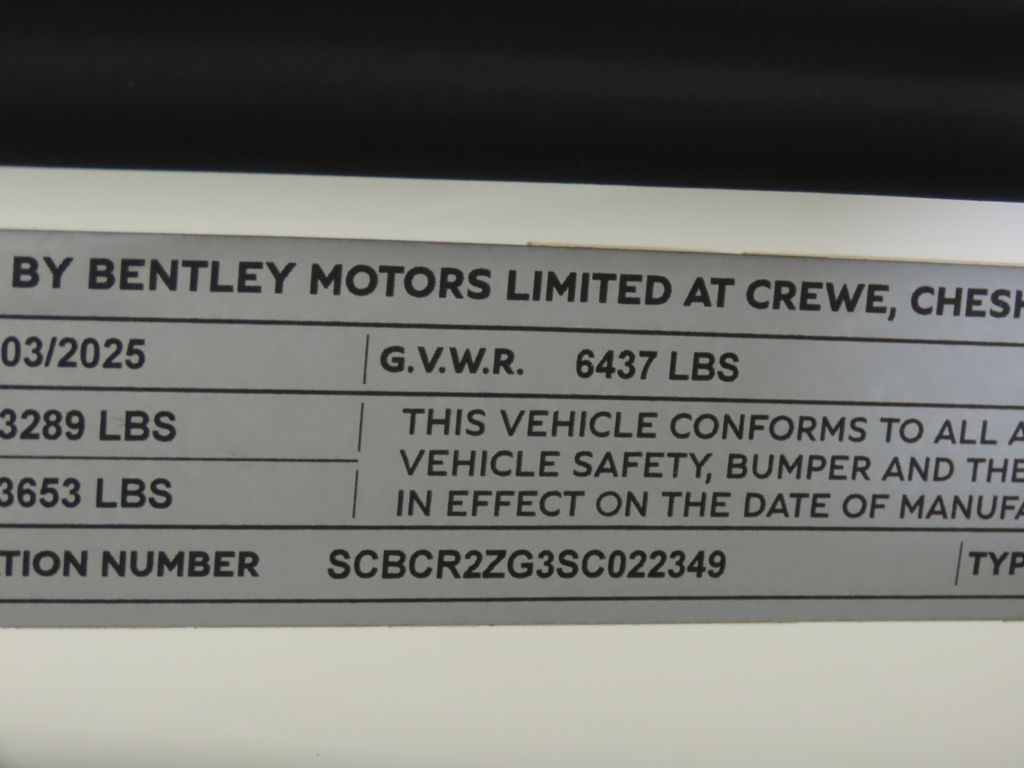 BY BENTLEY MOTORS LIMITED AT CREWE, CHESH
03/2025 G.V.W.R. 6437 LBS
3289 LBS THIS VEHICLE CONFORMS TO ALL A
VEHICLE SAFETY, BUMPER AND THE
3653 LBS IN EFFECT ON THE DATE OF MANUFA
TION NUMBER SCBCR2ZG3SC022349 TYP